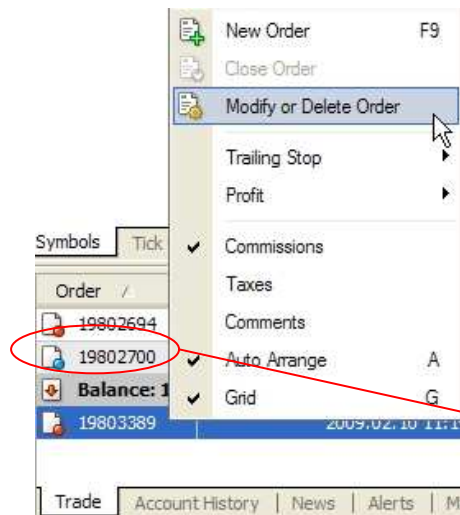 New Order F9
Close Order
Modify or Delete Order
Trailing Stop
Profit
Symbols Tick
Commissions
Order /
Taxes
19802694
Comments
19802700
Auto Arrange A
Balance: 1
Grid G
19803389 2009.02.10 11:1
Trade Account History | News | Alerts | M